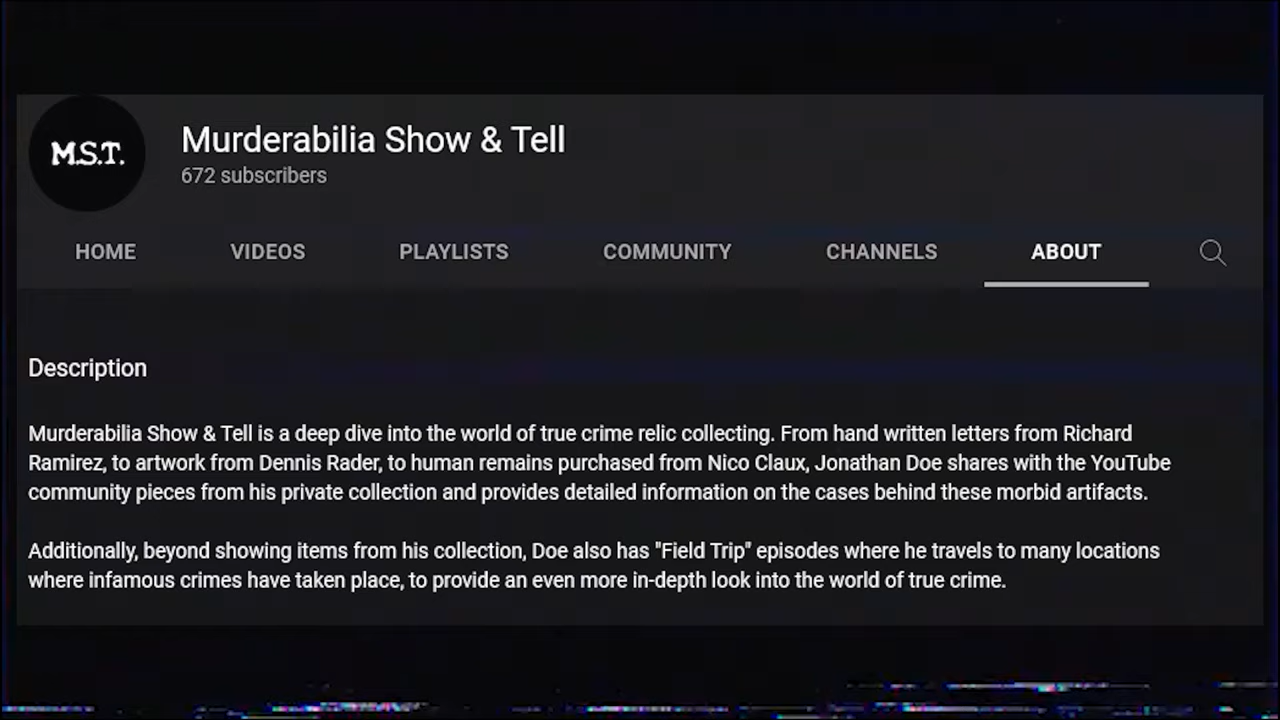 M.S.T.
Murderabilia Show & Tell
672 subscribers
HOME VIDEOS PLAYLISTS COMMUNITY CHANNELS ABOUT
Description
Murderabilia Show & Tell is a deep dive into the world of true crime relic collecting. From hand written letters from Richard
Ramirez, to artwork from Dennis Rader, to human remains purchased from Nico Claux, Jonathan Doe shares with the YouTube
community pieces from his private collection and provides detailed information on the cases behind these morbid artifacts.
Additionally, beyond showing items from his collection, Doe also has "Field Trip" episodes where he travels to many locations
where infamous crimes have taken place, to provide an even more in-depth look into the world of true crime.